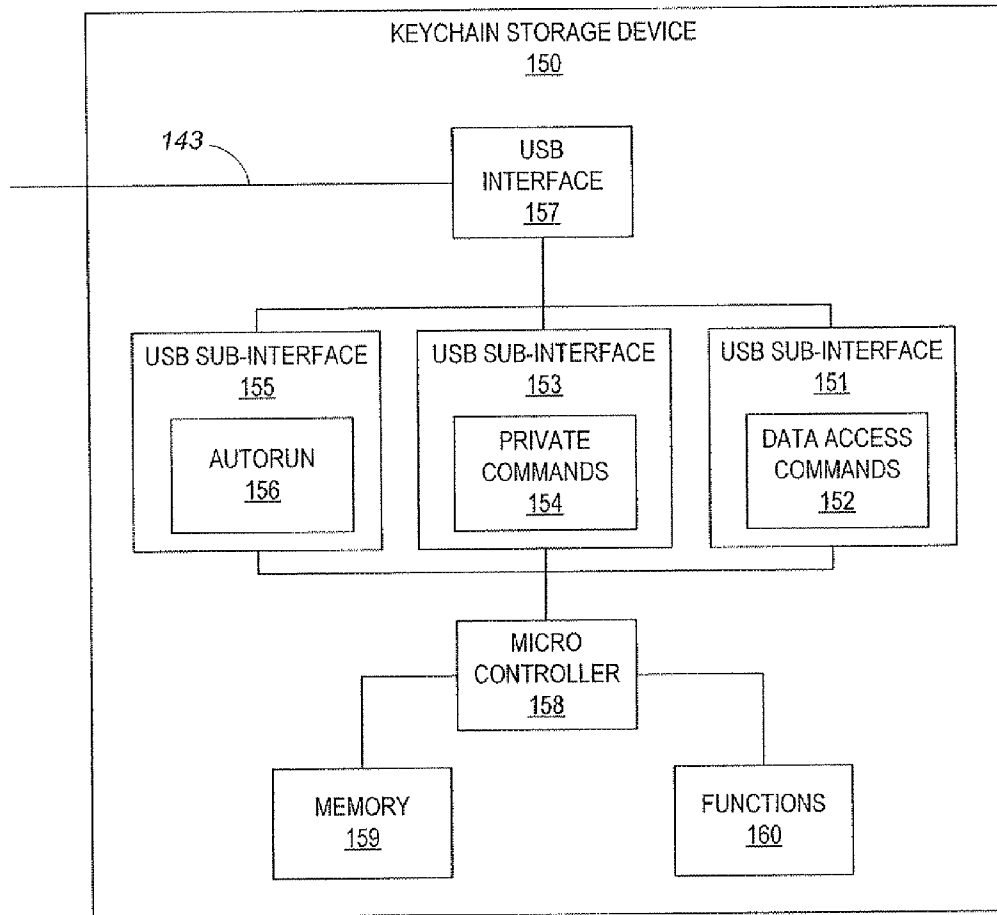 KEYCHAIN STORAGE DEVICE
150
143
USB
INTERFACE
157
USB SUB-INTERFACE
155
AUTORUN
156
USB SUB-INTERFACE
153
PRIVATE
COMMANDS
154
USB SUB-INTERFACE
151
DATA ACCESS
COMMANDS
152
MICRO
CONTROLLER
158
MEMORY
159
FUNCTIONS
160